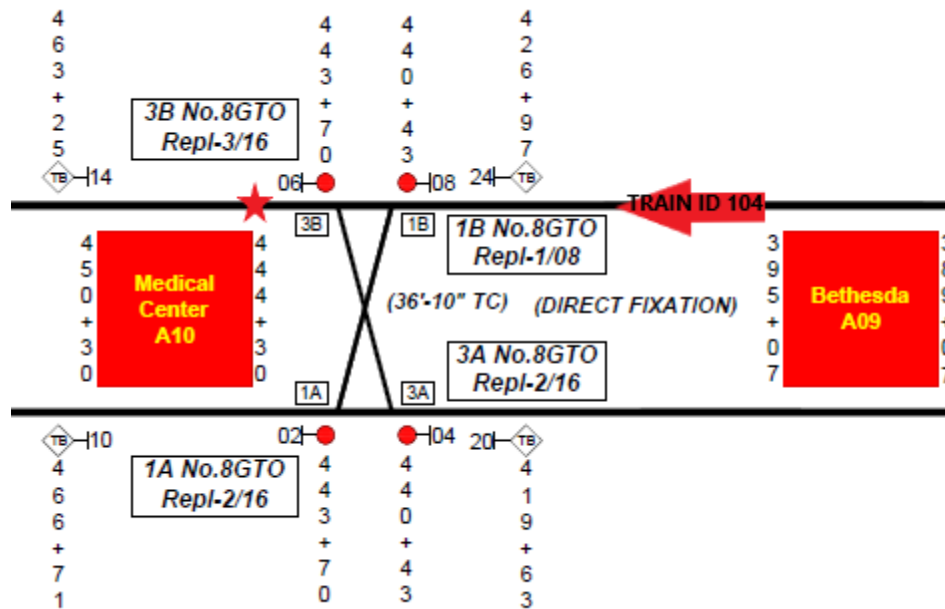 463+25
443+70
440+43
426+97
3B No.8GTO
Repl-3/16
TB 14
06
08
24 TB
TRAIN ID 104
3B
1B
1B No.8GTO
Repl-1/08
450+30
Medical
Center
A10
444+30
(36'-10" TC)
(DIRECT FIXATION)
395+07
Bethesda
A09
3A No.8GTO
Repl-2/16
1A
3A
TB 10
02
04
20 TB
1A No.8GTO
Repl-2/16
466+71
443+70
440+43
419+63